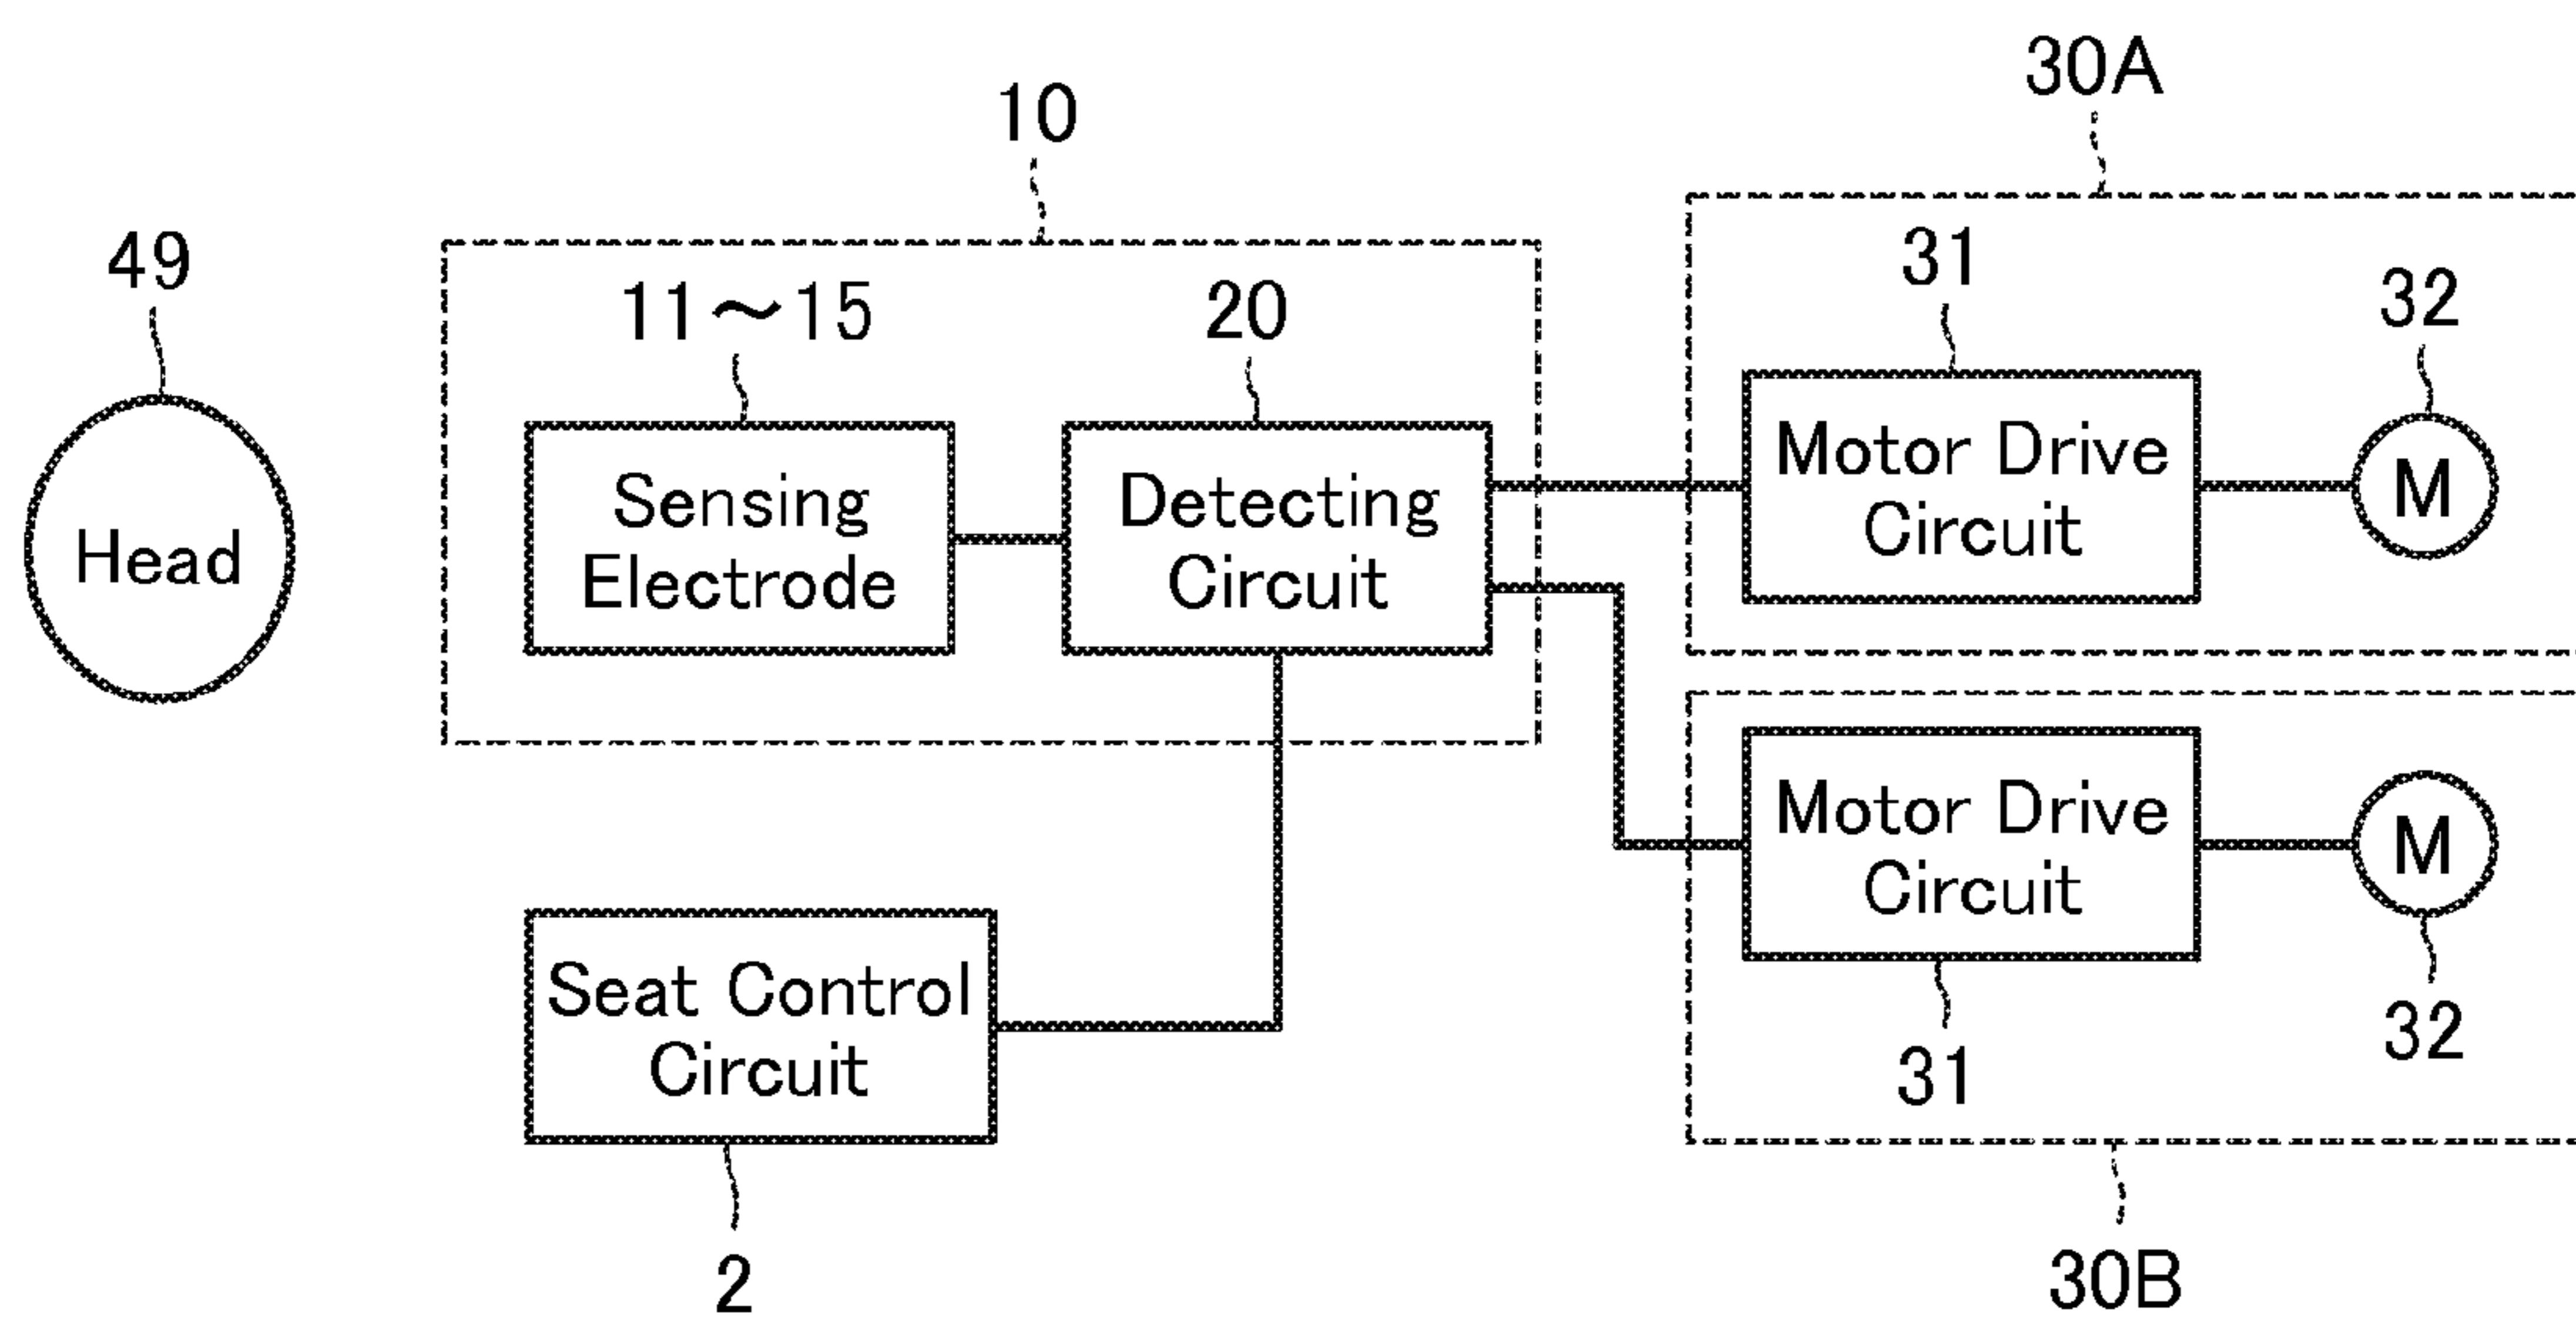 30A
10
49
31
32
11～15
20
Motor Drive
Circuit
M
Sensing
Electrode
Detecting
Circuit
Head
Motor Drive
Circuit
M
Seat Control
Circuit
32
31
2
30B